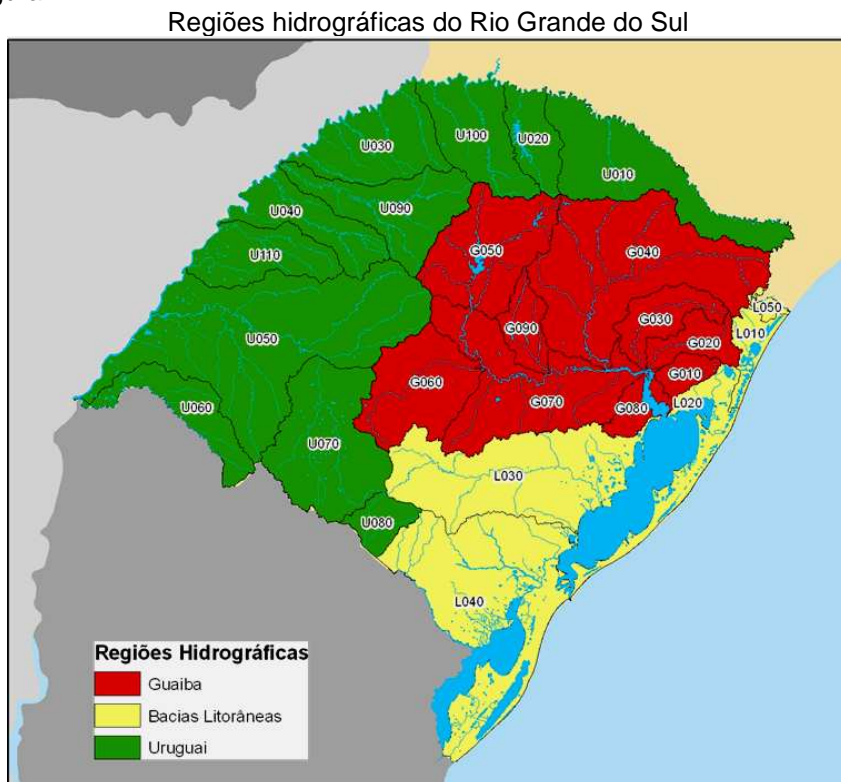 Regiões hidrográficas do Rio Grande do Sul
U030
U100
U020
U010
U040
U090
U110
G050
G040
U050
G090
G030
G020
L050
L010
G060
G010
U060
G070
G080
L020
U070
L030
U080
L040
Regiões Hidrográficas
Guaiba
Bacias Litorâneas
Uruguai